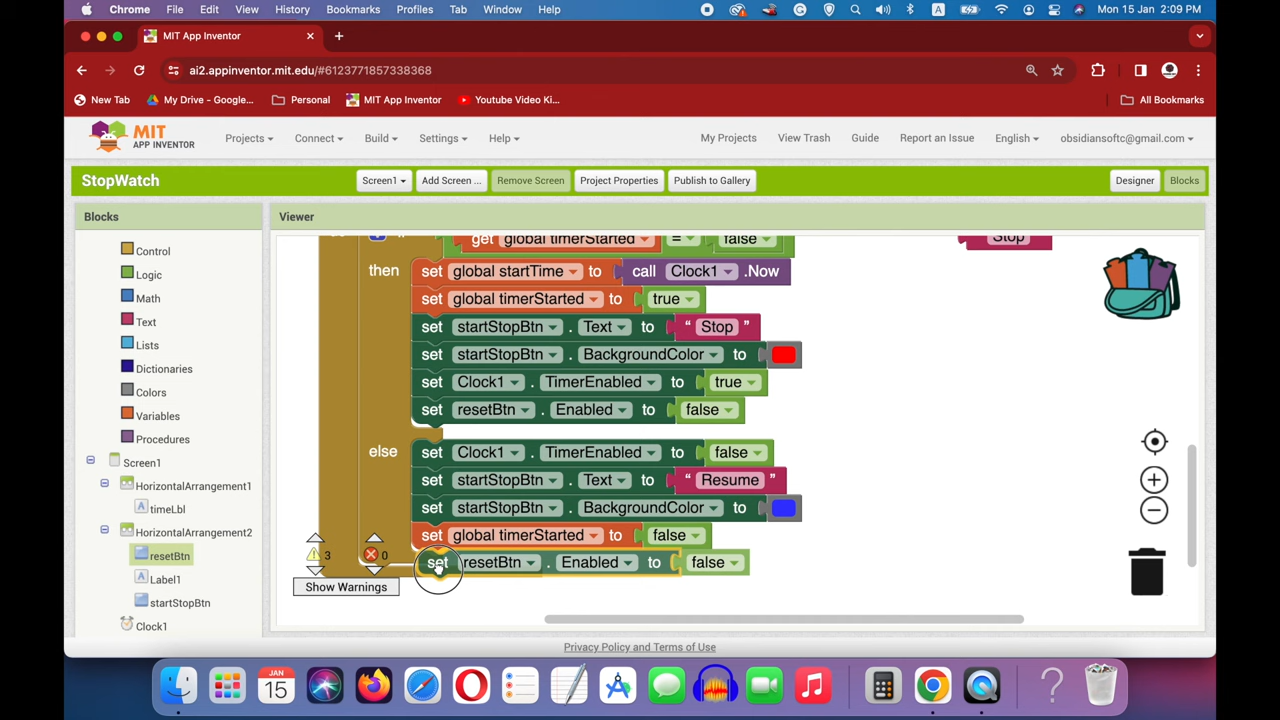 Chrome File Edit View History Bookmarks Profiles Tab Window Help A Mon 15 Jan 2:09 PM
MIT App Inventor
ai2.appinventor.mit.edu/#6123771857338368
New Tab My Drive - Google... Personal MIT App Inventor Youtube Video Ki... All Bookmarks
MIT
APP INVENTOR
Projects Connect Build Settings Help My Projects View Trash Guide Report an Issue English obsidiansoftc@gmail.com
StopWatch Screen1 Add Screen ... Remove Screen Project Properties Publish to Gallery Designer Blocks
Blocks Viewer
get global timerStarted = false
Stop
Control
then set global startTime to call Clock1 .Now
Logic
Math
set global timerStarted to true
Text
set startStopBtn . Text to " Stop "
Lists
set startStopBtn . BackgroundColor to
Dictionaries
set Clock1 . TimerEnabled to true
Colors
set resetBtn . Enabled to false
Variables
Procedures
else set Clock1 . TimerEnabled to false
Screen1
set startStopBtn . Text to " Resume "
HorizontalArrangement1
A timeLbl
set startStopBtn . BackgroundColor to
HorizontalArrangement2
set global timerStarted to false
resetBtn
3 0 set resetBtn . Enabled to false
A Label1
Show Warnings
startStopBtn
Clock1
Privacy Policy and Terms of Use
JAN
15